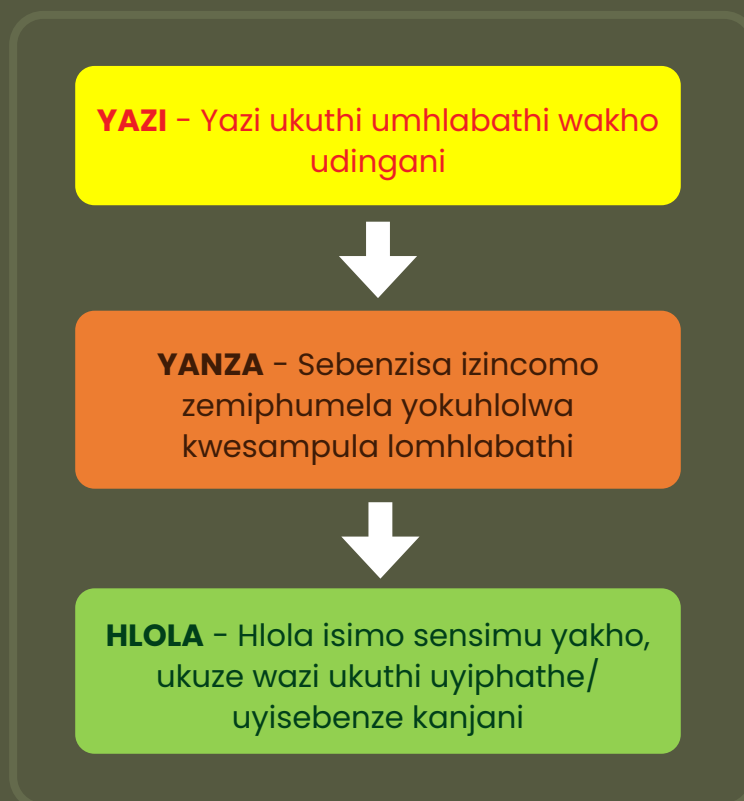 YAZI - Yazi ukuthi umhlabathi wakho
udingani
YANZA - Sebenzisa izincomo
zemiphumela yokuhlolwa
kwesampula lomhlabathi
HLOLA - Hlola isimo sensimu yakho,
ukuze wazi ukuthi uyiphathe/
uyisebenze kanjani